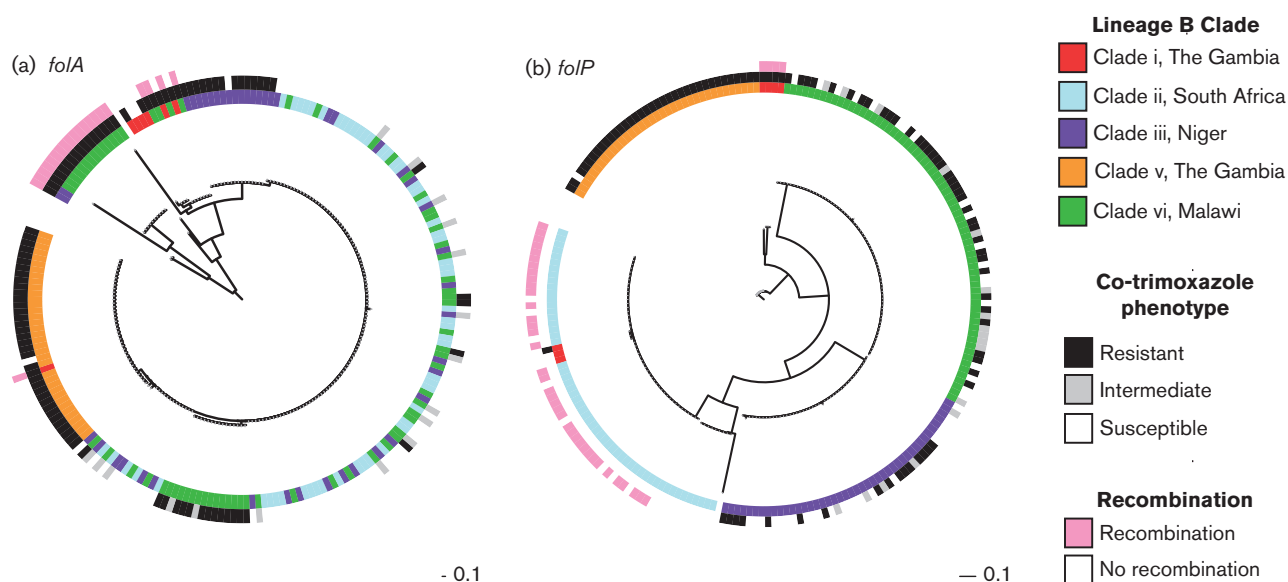 (a) folA
(b) folP
- 0.1
— 0.1
Lineage B Clade
Clade i, The Gambia
Clade ii, South Africa
Clade iii, Niger
Clade v, The Gambia
Clade vi, Malawi
Co-trimoxazole
phenotype
Resistant
Intermediate
Susceptible
Recombination
Recombination
No recombination